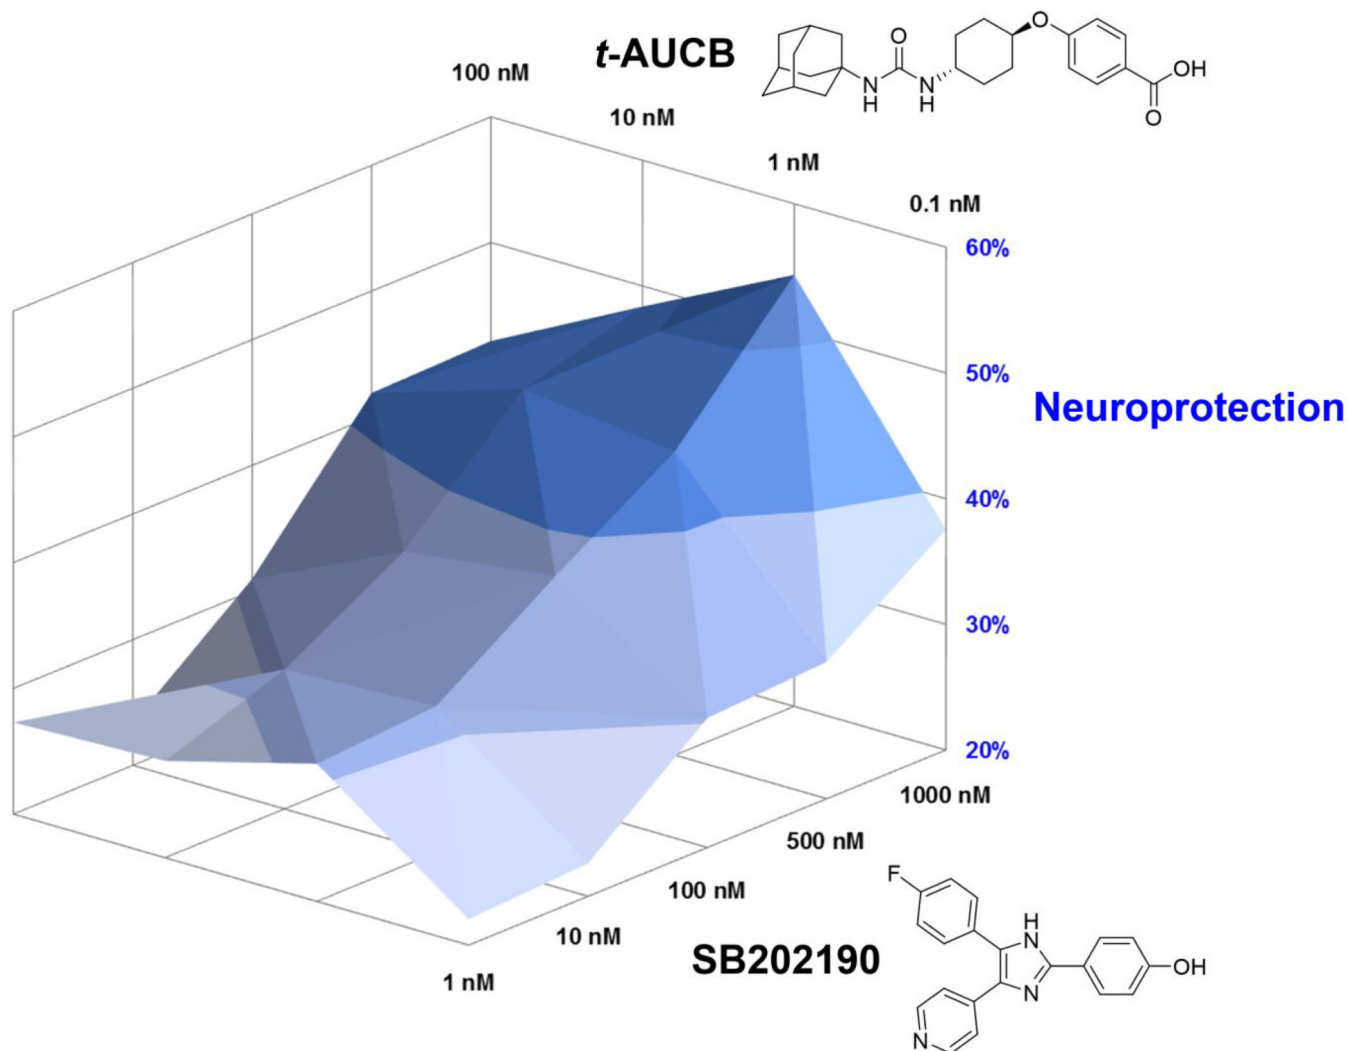 t-AUCB
O
O
OH
N
H
N
H
O
100 nM
10 nM
1 nM
0.1 nM
60%
50%
Neuroprotection
40%
30%
20%
1000 nM
500 nM
100 nM
10 nM
1 nM
SB202190
F
H
N
N
OH
N